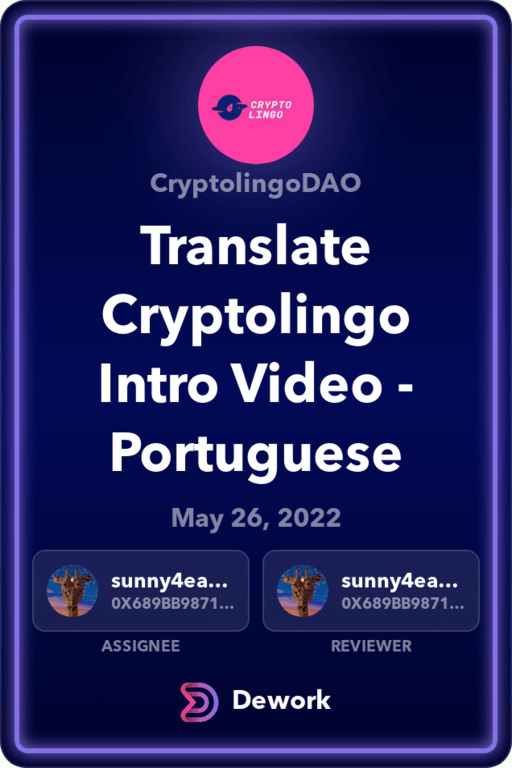 CRYPTO
LINGO
CryptolingoDAO
Translate
Cryptolingo
Intro Video -
Portuguese
May 26, 2022
sunny4ea...
0X689BB9871...
ASSIGNEE
sunny4ea...
0X689BB9871...
REVIEWER
Dework